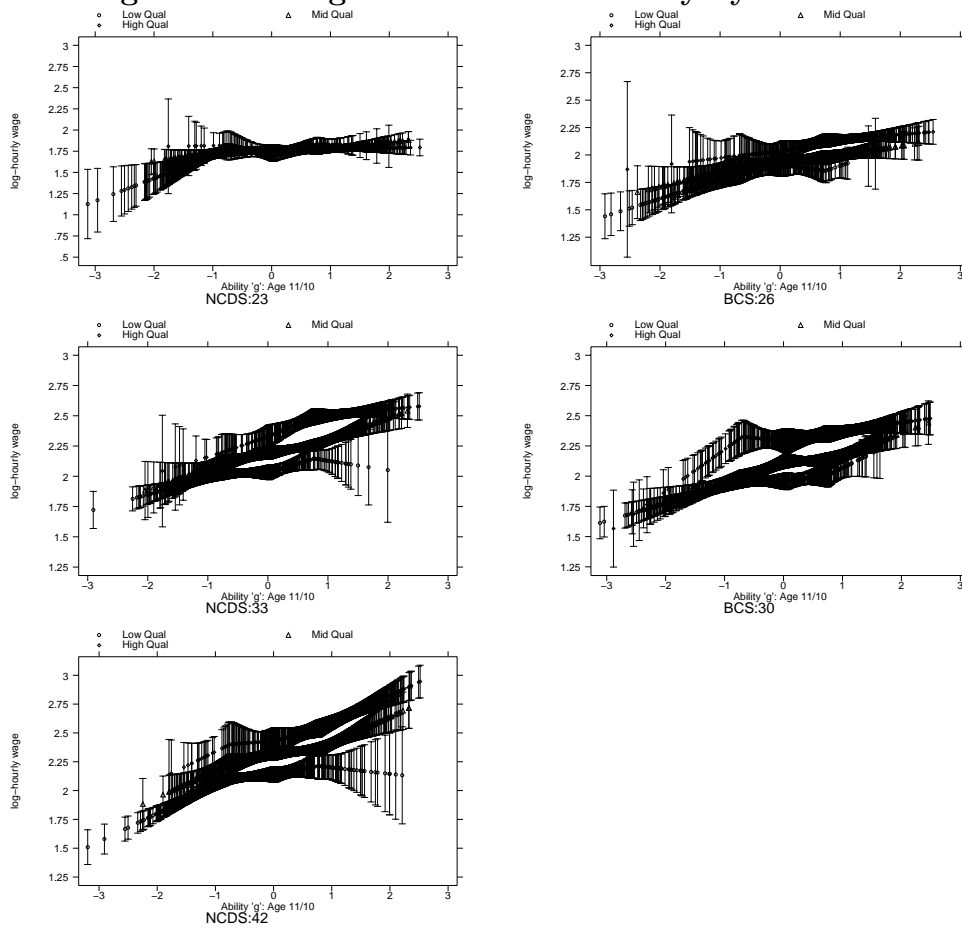 Low Qual Mid Qual
High Qual
3
2.75
2.5
2.25
2
1.75
1.5
1.25
1
.75
.5
log−hourly wage
−3 −2 −1 0 1 2 3
Ability 'g': Age 11/10
NCDS:23
Low Qual Mid Qual
High Qual
3
2.75
2.5
2.25
2
1.75
1.5
1.25
log−hourly wage
−3 −2 −1 0 1 2 3
Ability 'g': Age 11/10
BCS:26
Low Qual Mid Qual
High Qual
3
2.75
2.5
2.25
2
1.75
1.5
1.25
log−hourly wage
−3 −2 −1 0 1 2 3
Ability 'g': Age 11/10
NCDS:33
Low Qual Mid Qual
High Qual
3
2.75
2.5
2.25
2
1.75
1.5
1.25
log−hourly wage
−3 −2 −1 0 1 2 3
Ability 'g': Age 11/10
BCS:30
Low Qual Mid Qual
High Qual
3
2.75
2.5
2.25
2
1.75
1.5
1.25
log−hourly wage
−3 −2 −1 0 1 2 3
Ability 'g': Age 11/10
NCDS:42